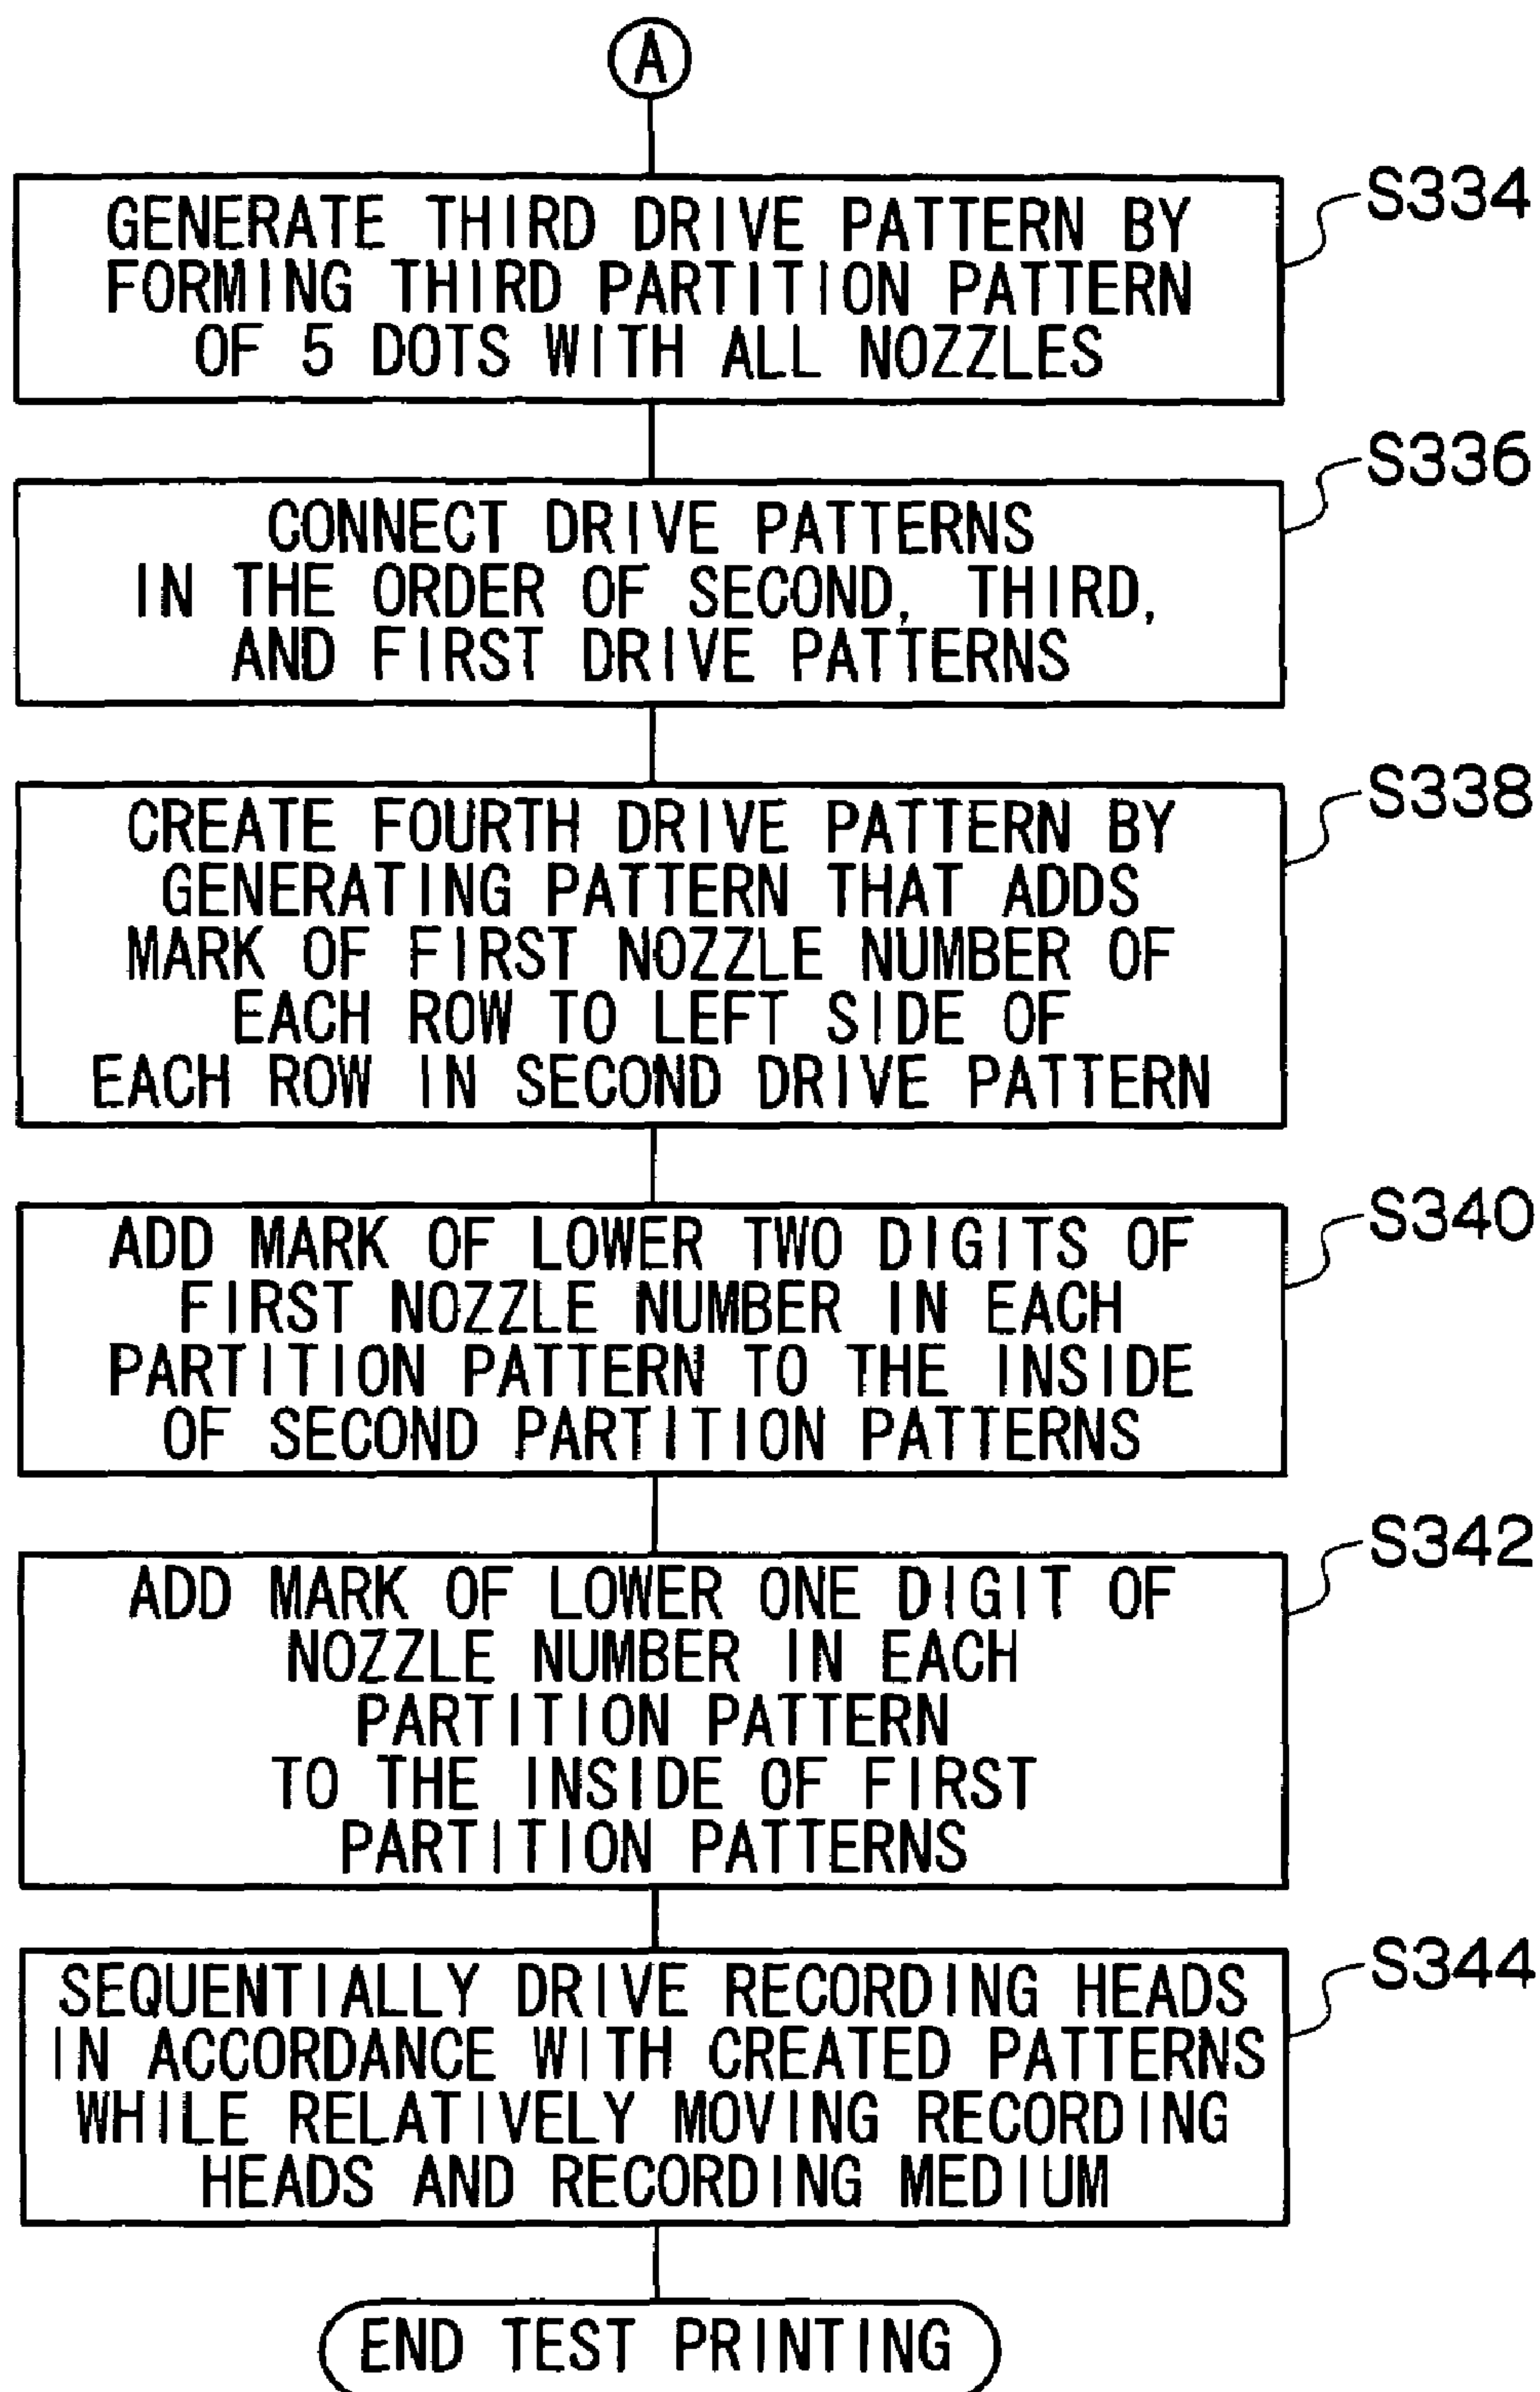 A
GENERATE THIRD DRIVE PATTERN BY
FORMING THIRD PARTITION PATTERN
OF 5 DOTS WITH ALL NOZZLES
S334
CONNECT DRIVE PATTERNS
IN THE ORDER OF SECOND, THIRD,
AND FIRST DRIVE PATTERNS
S336
CREATE FOURTH DRIVE PATTERN BY
GENERATING PATTERN THAT ADDS
MARK OF FIRST NOZZLE NUMBER OF
EACH ROW TO LEFT SIDE OF
EACH ROW IN SECOND DRIVE PATTERN
S338
ADD MARK OF LOWER TWO DIGITS OF
FIRST NOZZLE NUMBER IN EACH
PARTITION PATTERN TO THE INSIDE
OF SECOND PARTITION PATTERNS
S340
ADD MARK OF LOWER ONE DIGIT OF
NOZZLE NUMBER IN EACH
PARTITION PATTERN
TO THE INSIDE OF FIRST
PARTITION PATTERNS
S342
SEQUENTIALLY DRIVE RECORDING HEADS
IN ACCORDANCE WITH CREATED PATTERNS
WHILE RELATIVELY MOVING RECORDING
HEADS AND RECORDING MEDIUM
S344
END TEST PRINTING